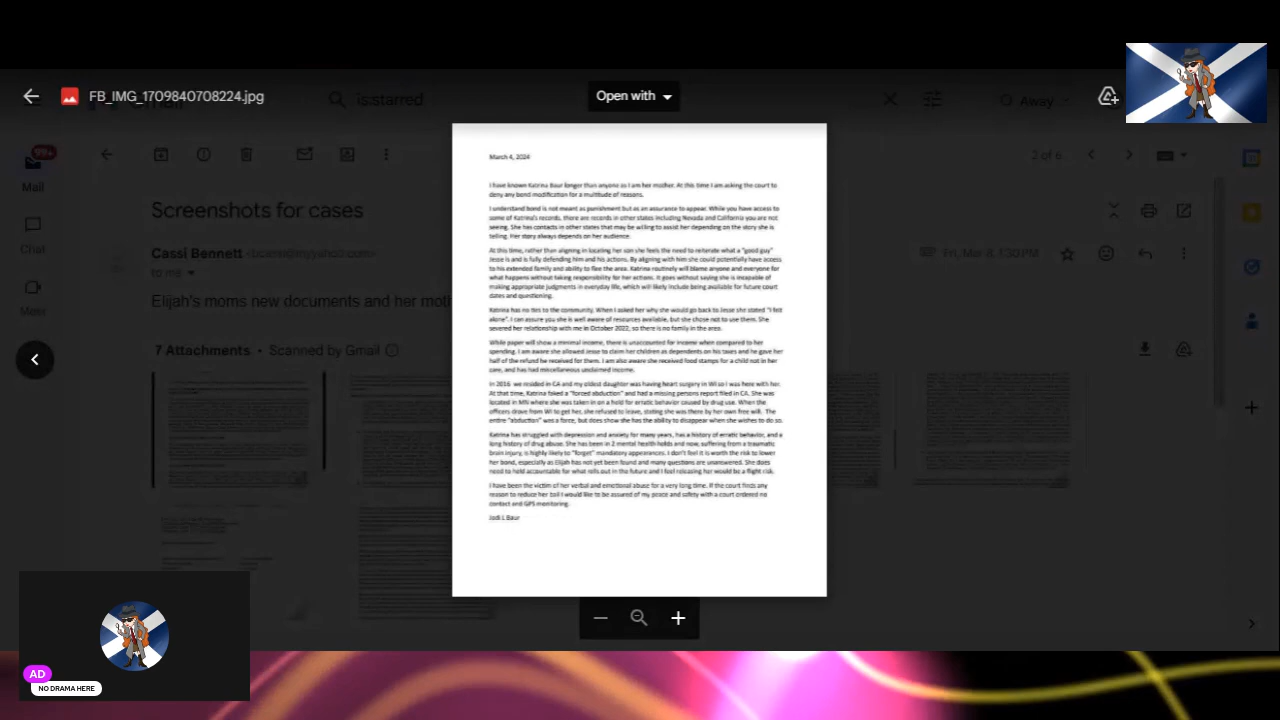 FB_IMG_1709840708224.jpg
Open with
is:starred
Away
99+
Mail
2 of 6
Chat
Screenshots for cases
Cassi Bennett
Fri, Mar 8, 1:30 PM
to me
Meet
Elijah's moms new documents and her
7 Attachments • Scanned by Gmail
March 4, 2024
I have known Katrina Baur longer than anyone as I am her mother. At this time I am asking the court to
deny any bond modification for a multitude of reasons.
I understand bond is not meant as punishment but as an assurance to appear. While you have access to
some of Katrina's records, there are records in other states including Nevada and California you are not
seeing. She has contacts in other states that may be willing to assist her depending on the story she is
telling. Her story always depends on her audience.
At this time, rather than aligning in locating her son she feels the need to reiterate what a "good guy"
Jesse is and is fully defending him and his actions. By aligning with him she could potentially have access
to his extended family and ability to flee the area. Katrina routinely will blame anyone and everyone for
what happens without taking responsibility for her actions. It goes without saying she is incapable of
making appropriate judgments in everyday life, which will likely include being available for future court
dates and questioning.
Katrina has no ties to the community. When I asked her why she would go back to Jesse she stated "I felt
alone". I can assure you she is well aware of resources available, but she chose not to use them. She
severed her relationship with me in October 2022, so there is no family in the area.
While paper will show a minimal income, there is unaccounted for income when compared to her
spending. I am aware she allowed Jesse to claim her children as dependents on his taxes and he gave her
half of the refund he received for them. I am also aware she received food stamps for a child not in her
care, and has had miscellaneous unclaimed income.
In 2016 we resided in CA and my oldest daughter was having heart surgery in WI so I was here with her.
At that time, Katrina faked a "forced abduction" and had a missing persons report filed in CA. She was
located in MN where she was taken in on a hold for erratic behavior caused by drug use. When the
officers drove from WI to get her, she refused to leave, stating she was there by her own free will. The
entire "abduction" was a farce, but does show she has the ability to disappear when she wishes to do so.
Katrina has struggled with depression and anxiety for many years, has a history of erratic behavior, and a
long history of drug abuse. She has been in 2 mental health holds and now, suffering from a traumatic
brain injury, is highly likely to "forget" mandatory appearances. I don't feel it is worth the risk to lower
her bond, especially as Elijah has not yet been found and many questions are unanswered. She does
need to held accountable for what rolls out in the future and I feel releasing her would be a flight risk.
I have been the victim of her verbal and emotional abuse for a very long time. If the court finds any
reason to reduce her bail I would like to be assured of my peace and safety with a court ordered no
contact and GPS monitoring.
Jodi L Baur
AD
NO DRAMA HERE